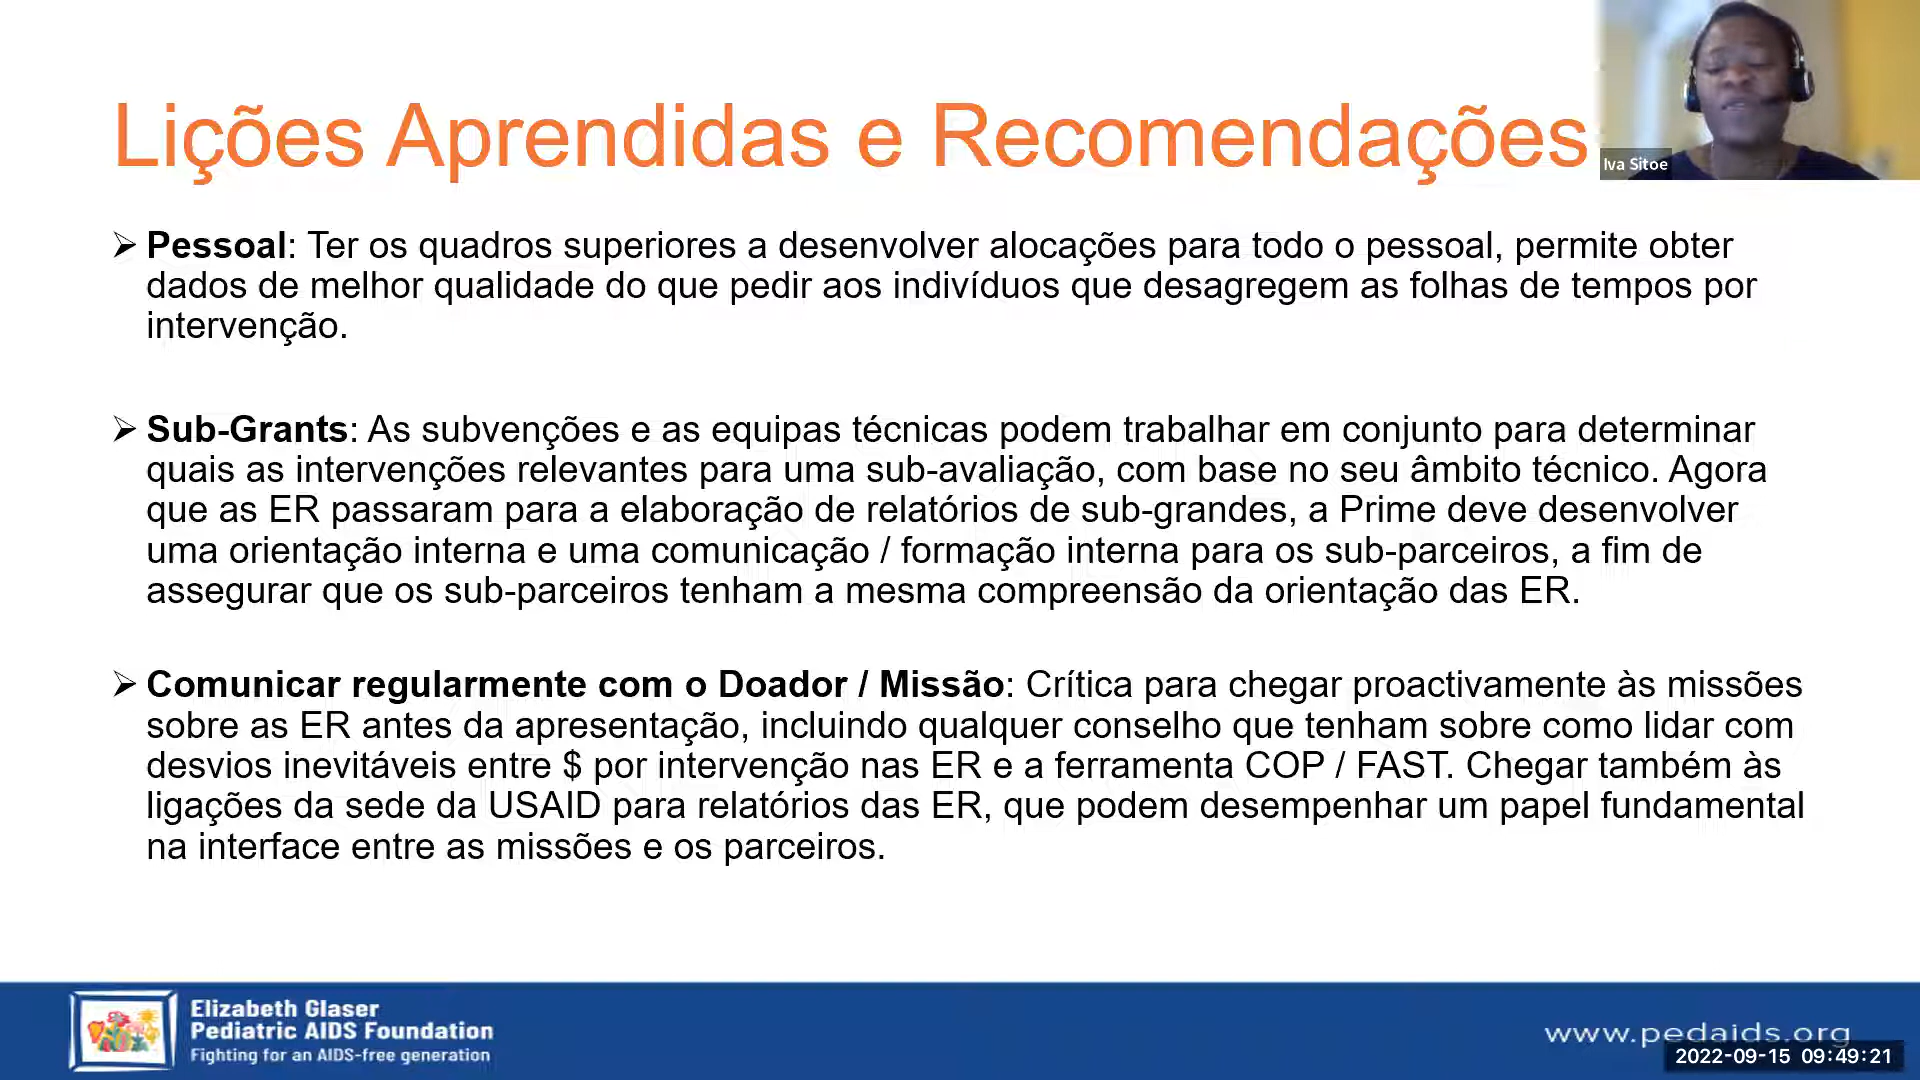 Lições Aprendidas e Recomendações
Iva Sitoe
➢ Pessoal: Ter os quadros superiores a desenvolver alocações para todo o pessoal, permite obter
dados de melhor qualidade do que pedir aos indivíduos que desagregem as folhas de tempos por
intervenção.
➢ Sub-Grants: As subvenções e as equipas técnicas podem trabalhar em conjunto para determinar
quais as intervenções relevantes para uma sub-avaliação, com base no seu âmbito técnico. Agora
que as ER passaram para a elaboração de relatórios de sub-grandes, a Prime deve desenvolver
uma orientação interna e uma comunicação / formação interna para os sub-parceiros, a fim de
assegurar que os sub-parceiros tenham a mesma compreensão da orientação das ER.
➢ Comunicar regularmente com o Doador / Missão: Crítica para chegar proactivamente às missões
sobre as ER antes da apresentação, incluindo qualquer conselho que tenham sobre como lidar com
desvios inevitáveis entre $ por intervenção nas ER e a ferramenta COP / FAST. Chegar também às
ligações da sede da USAID para relatórios das ER, que podem desempenhar um papel fundamental
na interface entre as missões e os parceiros.
Elizabeth Glaser
Pediatric AIDS Foundation
Fighting for an AIDS-free generation
www.pedaids.org
2022-09-15 09:49:21